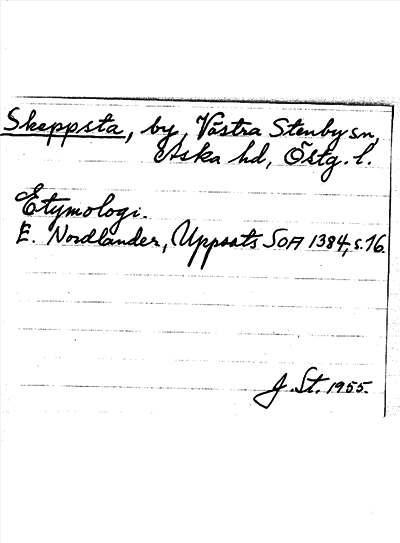 Skeppsta, by, Västra Stenby sn,
Aska hd, Östg. l.
Etymologi.
E. Nordlander, Uppsats SOA 1384, s. 16.
J. St. 1955.